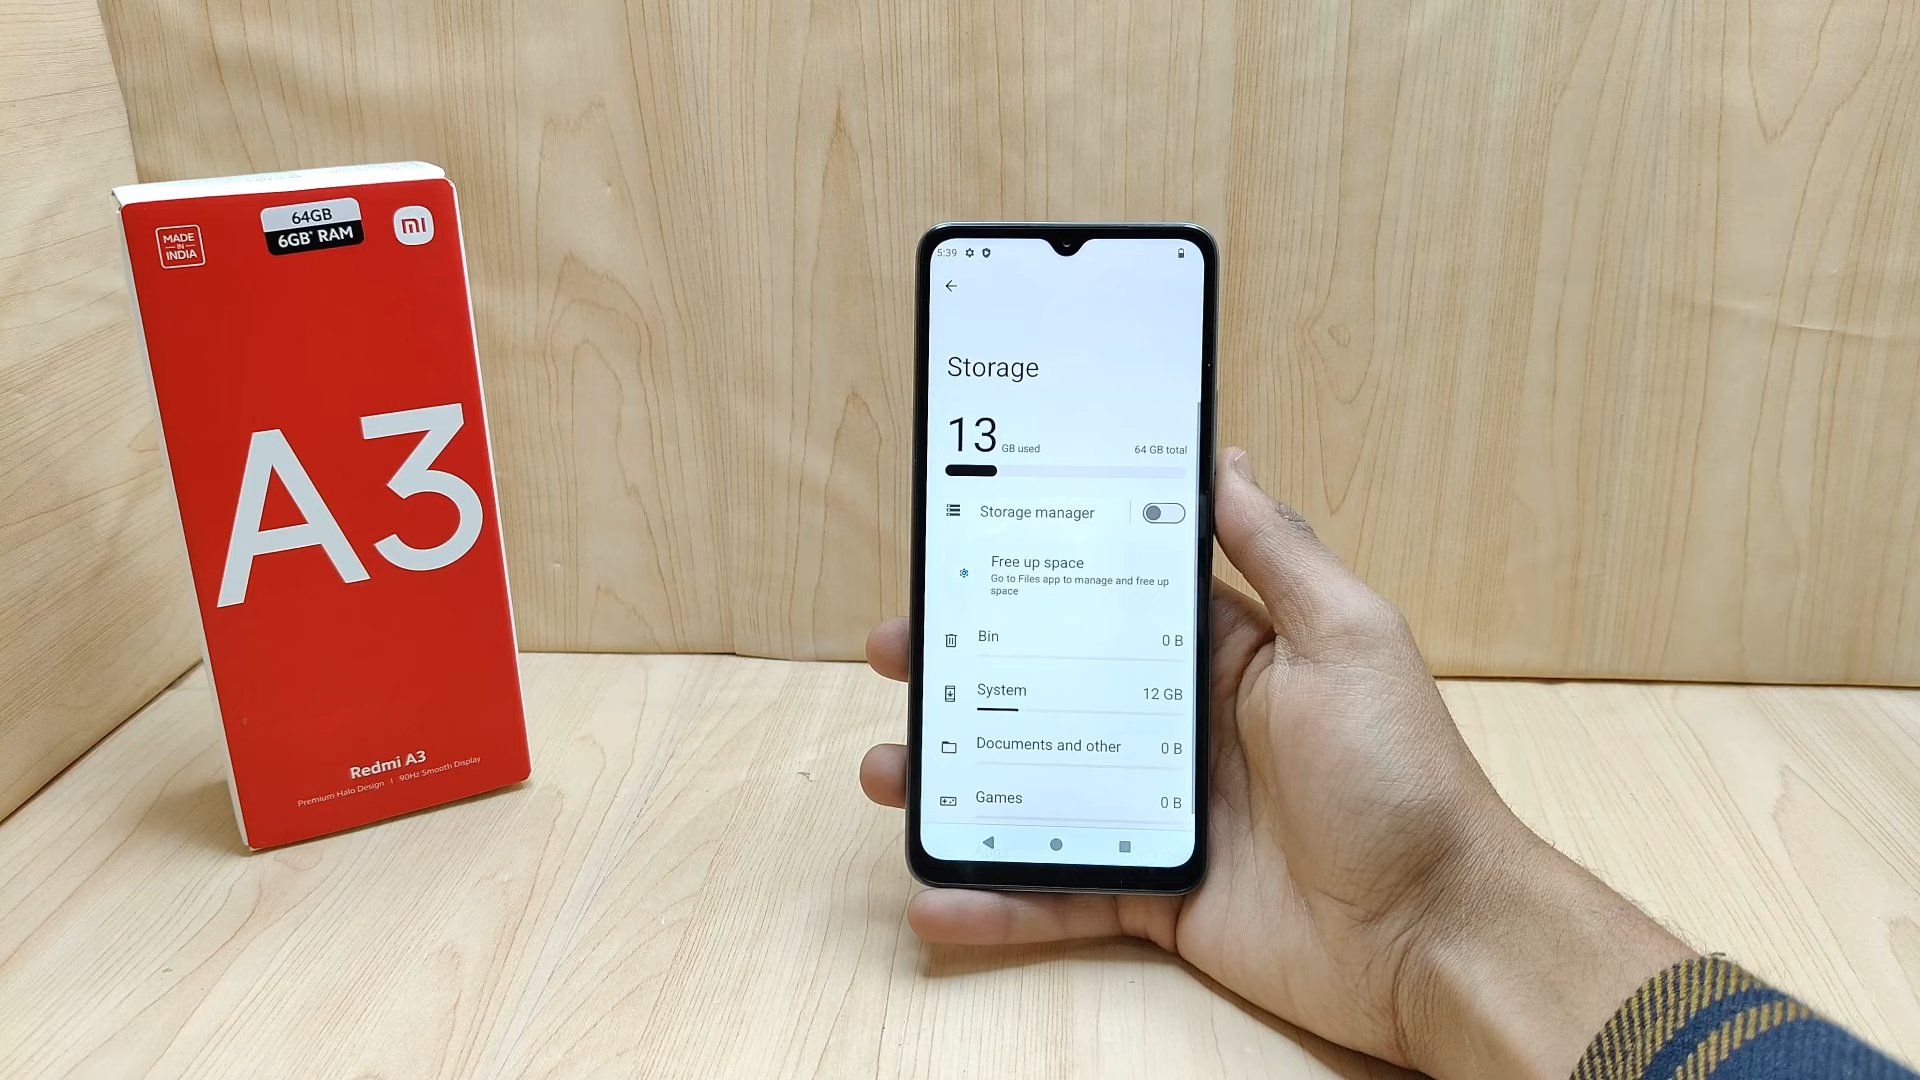 MADE
IN
INDIA
64GB
6GB* RAM
mi
A3
Redmi A3
Premium Halo Design | 90Hz Smooth Display
5:39
Storage
13 GB used
64 GB total
Storage manager
Free up space
Go to Files app to manage and free up
space
Bin 0 B
System 12 GB
Documents and other 0 B
Games 0 B